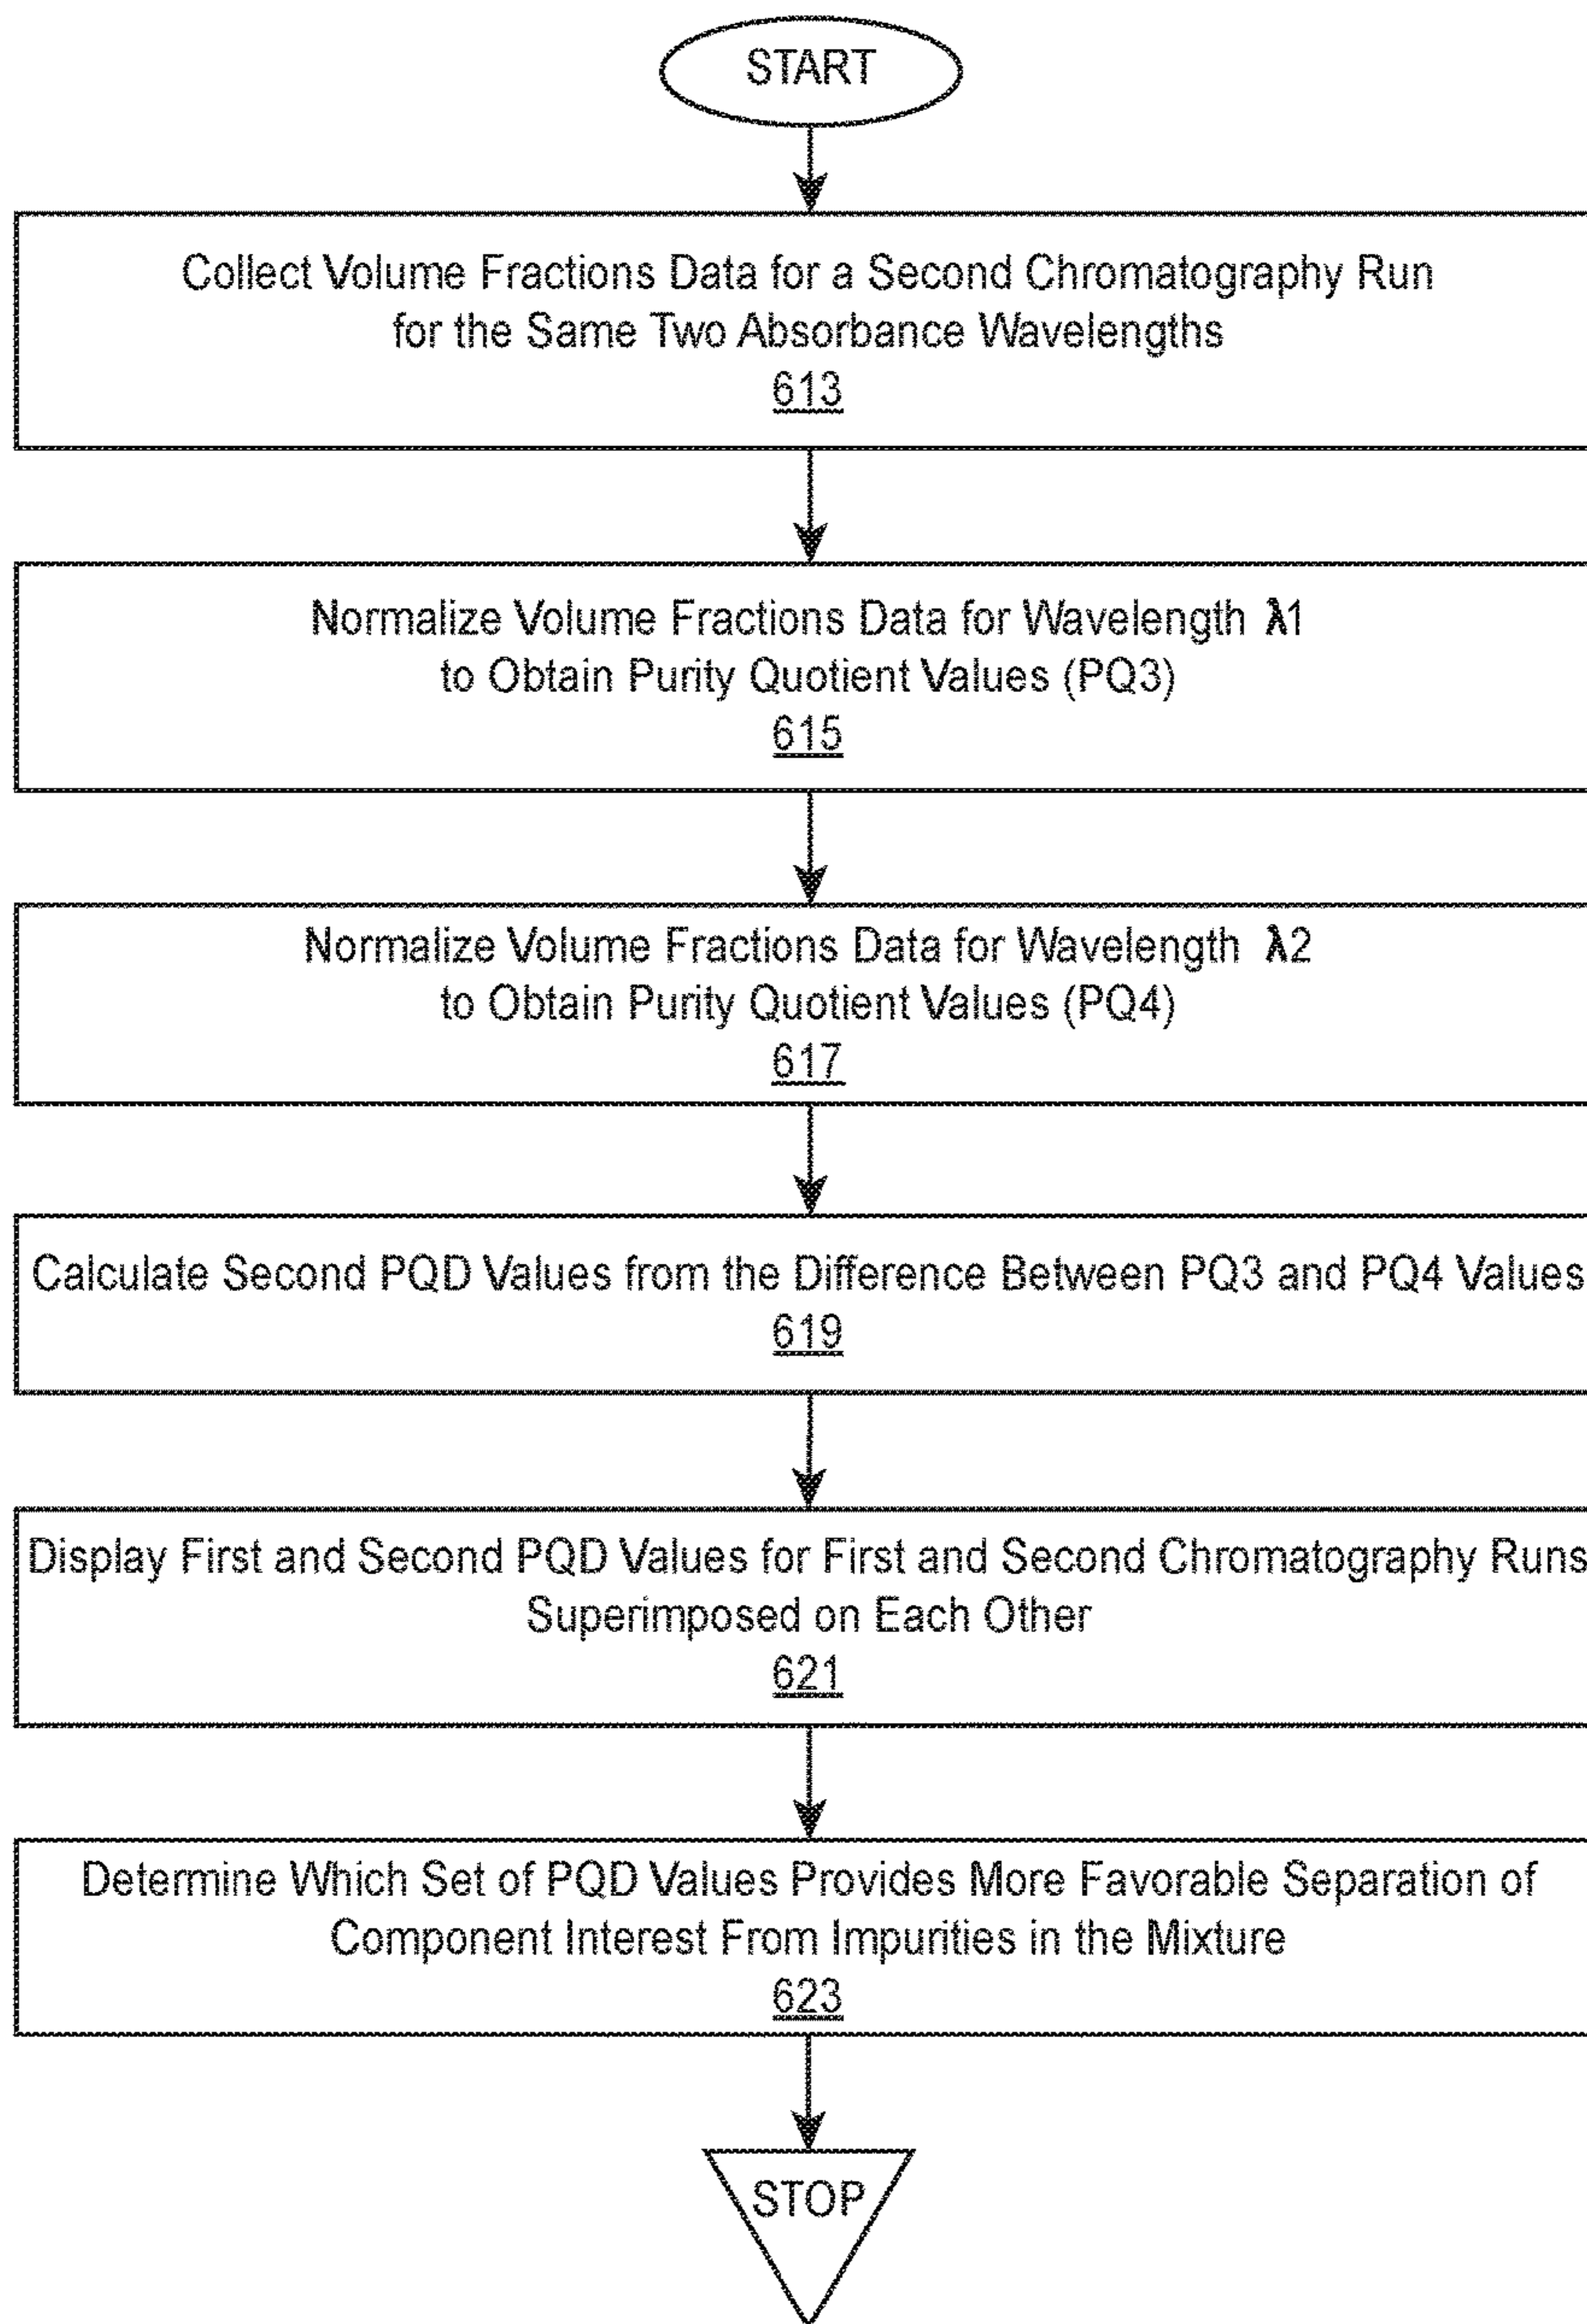 START
Collect Volume Fractions Data for a Second Chromatography Run
for the Same Two Absorbance Wavelengths
613
Normalize Volume Fractions Data for Wavelength λ1
to Obtain Purity Quotient Values (PQ3)
615
Normalize Volume Fractions Data for Wavelength λ2
to Obtain Purity Quotient Values (PQ4)
617
Calculate Second PQD Values from the Difference Between PQ3 and PQ4 Values
619
Display First and Second PQD Values for First and Second Chromatography Runs
Superimposed on Each Other
621
Determine Which Set of PQD Values Provides More Favorable Separation of
Component Interest From Impurities in the Mixture
623
STOP